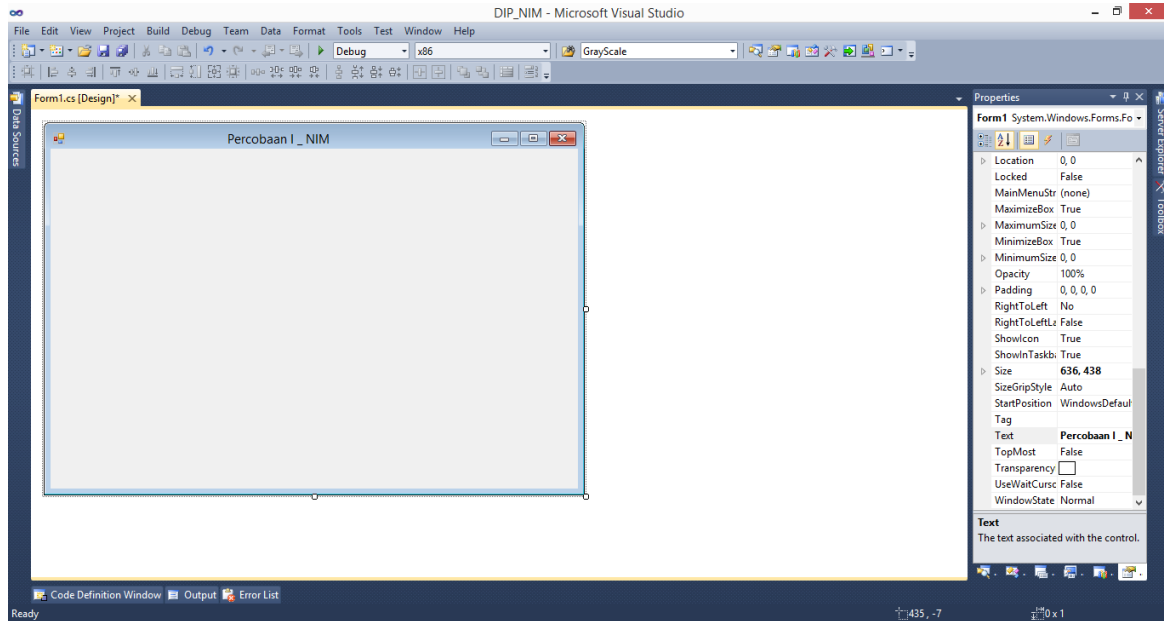 DIP_NIM - Microsoft Visual Studio
File Edit View Project Build Debug Team Data Format Tools Test Window Help
Debug x86 GrayScale
Form1.cs [Design]* Properties
Data Sources
Server Explorer
Toolbox
Percobaan I _ NIM
Form1 System.Windows.Forms.Fo
Location 0, 0
Locked False
MainMenuStr (none)
MaximizeBox True
MaximumSize 0, 0
MinimizeBox True
MinimumSize 0, 0
Opacity 100%
Padding 0, 0, 0, 0
RightToLeft No
RightToLeftLa False
ShowIcon True
ShowInTaskba True
Size 636, 438
SizeGripStyle Auto
StartPosition WindowsDefault
Tag
Text Percobaan I _ N
TopMost False
Transparency
UseWaitCursc False
WindowState Normal
Text
The text associated with the control.
Code Definition Window Output Error List
Ready 435 , -7 0 x 1